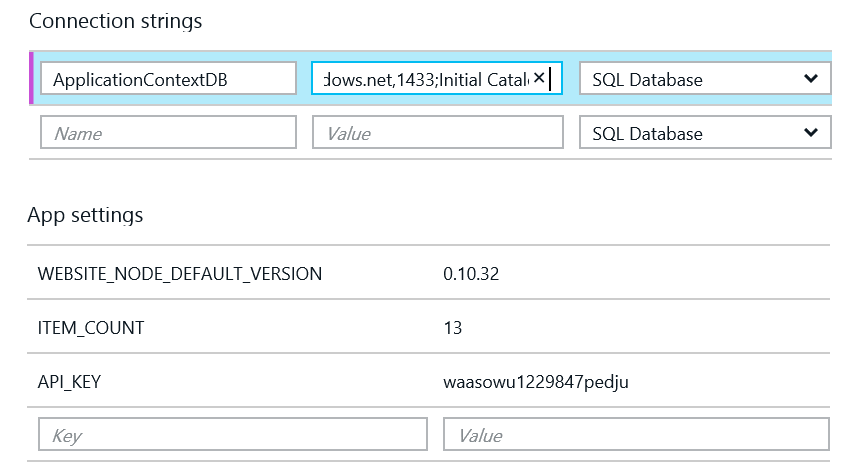 Connection strings
ApplicationContextDB dows.net,1433;Initial Catal SQL Database
Name Value SQL Database
App settings
WEBSITE_NODE_DEFAULT_VERSION 0.10.32
ITEM_COUNT 13
API_KEY waasowu1229847pedju
Key Value